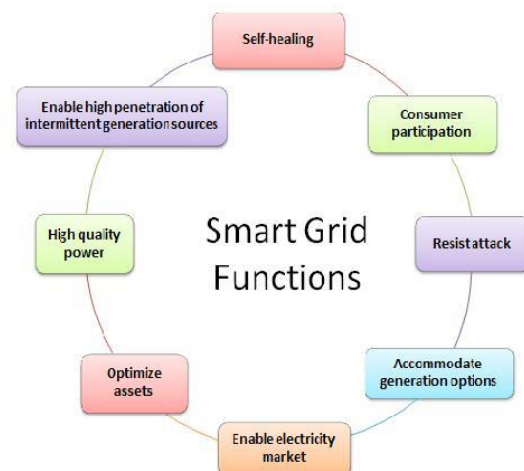 Self-healing
Consumer
participation
Resist attack
Accommodate
generation options
Enable electricity
market
Optimize
assets
High quality
power
Enable high penetration of
intermittent generation sources
Smart Grid
Functions